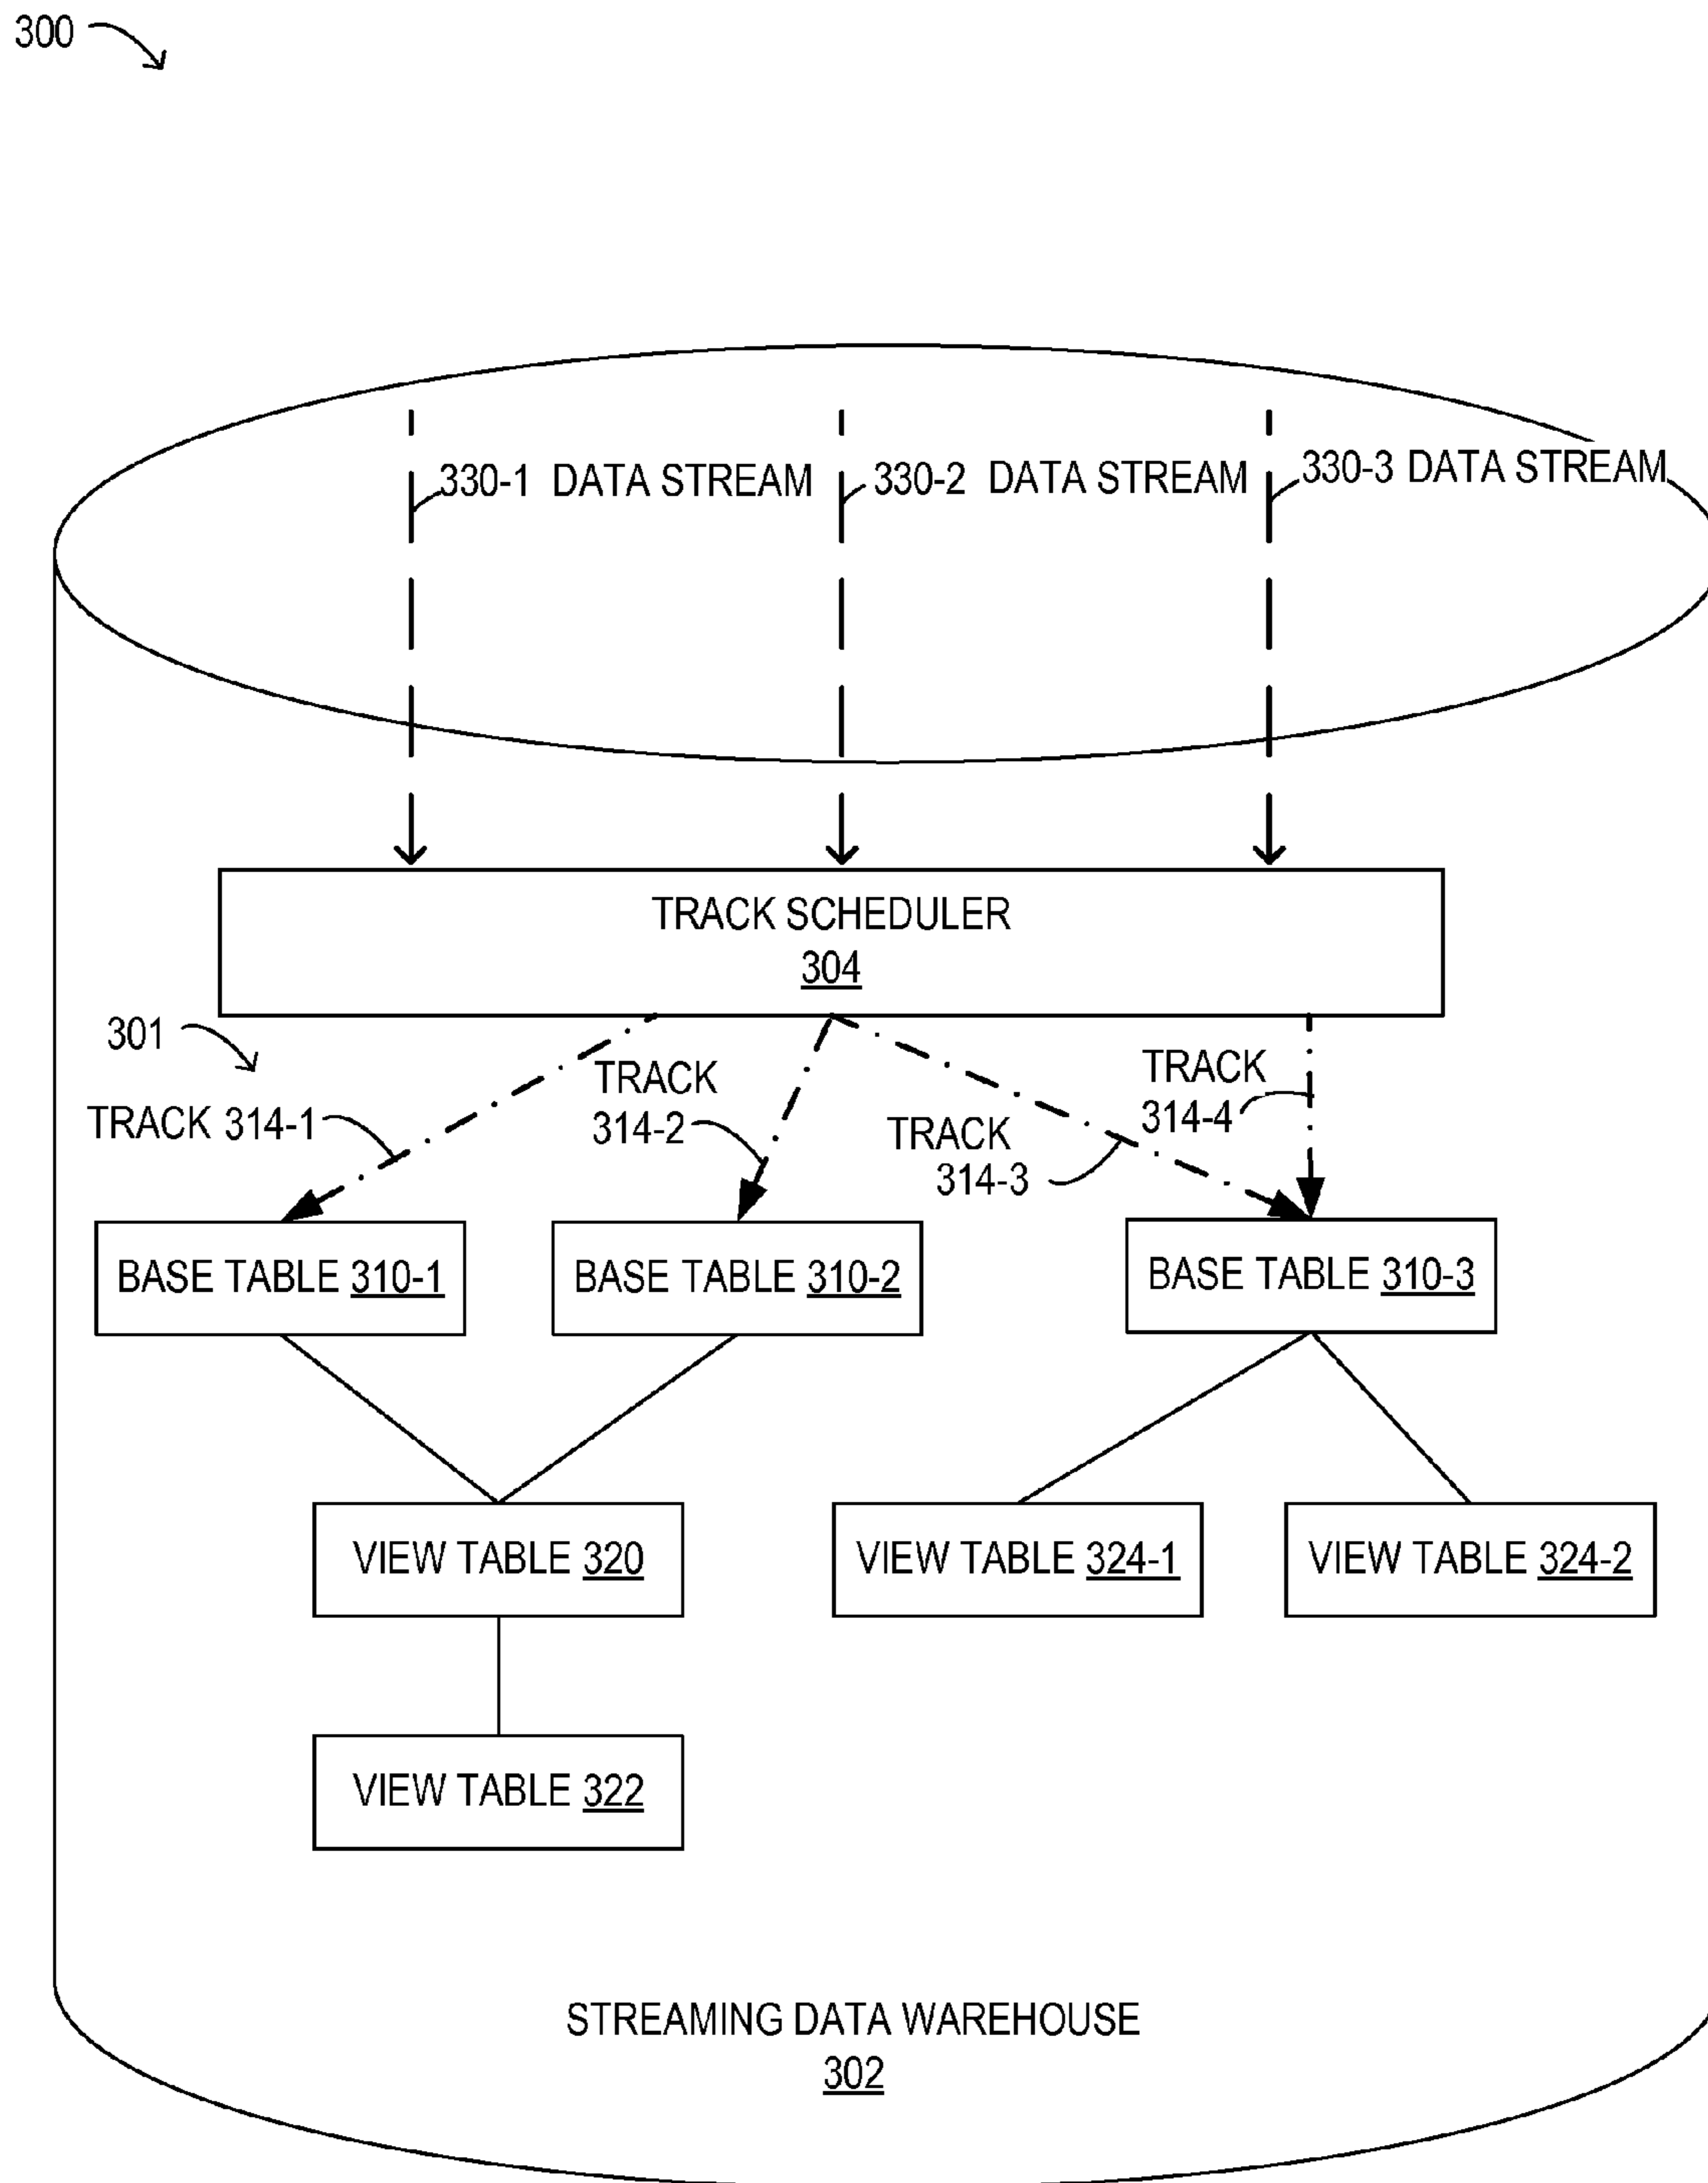 300
330-1 DATA STREAM
330-2 DATA STREAM
330-3 DATA STREAM
TRACK SCHEDULER
304
301
TRACK 314-1
TRACK
314-2
TRACK
314-3
TRACK
314-4
BASE TABLE 310-1
BASE TABLE 310-2
BASE TABLE 310-3
VIEW TABLE 320
VIEW TABLE 324-1
VIEW TABLE 324-2
VIEW TABLE 322
STREAMING DATA WAREHOUSE
302